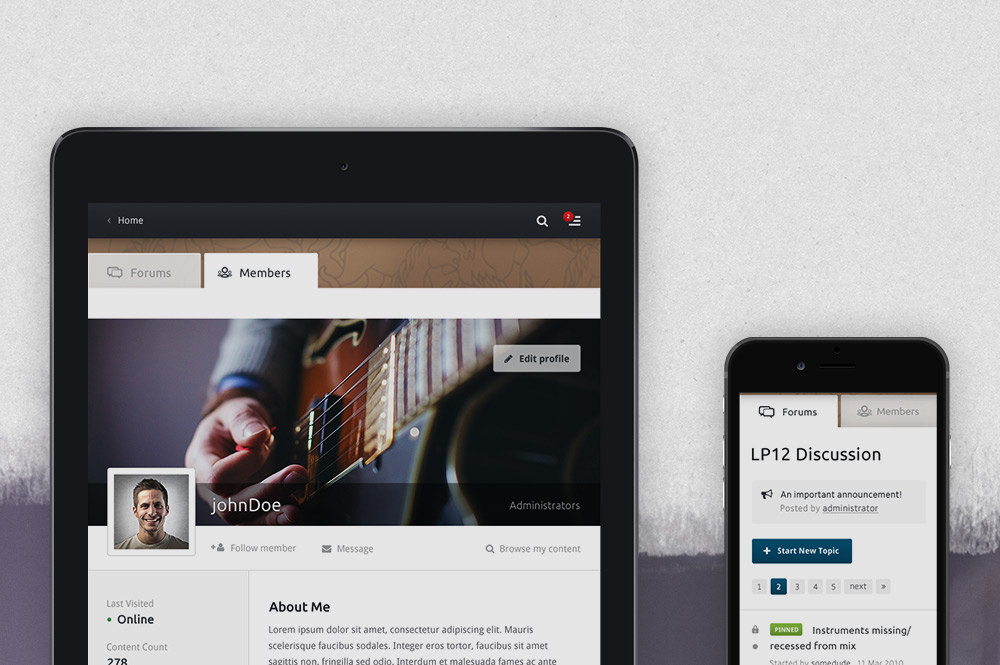 Home
2
Forums
Members
Edit profile
johnDoe
Administrators
Follow member
Message
Browse my content
Last Visited
Online
Content Count
278
About Me
Lorem ipsum dolor sit amet, consectetur adipiscing elit. Mauris
scelerisque faucibus sodales. Integer eros tortor, faucibus sit amet
sagittis non, fringilla sed odio. Interdum et malesuada fames ac ante
Forums
Members
LP12 Discussion
An important announcement!
Posted by administrator
+ Start New Topic
1 2 3 4 5 next »
PINNED Instruments missing/
recessed from mix
Started by somedude, 11 Mar 2010